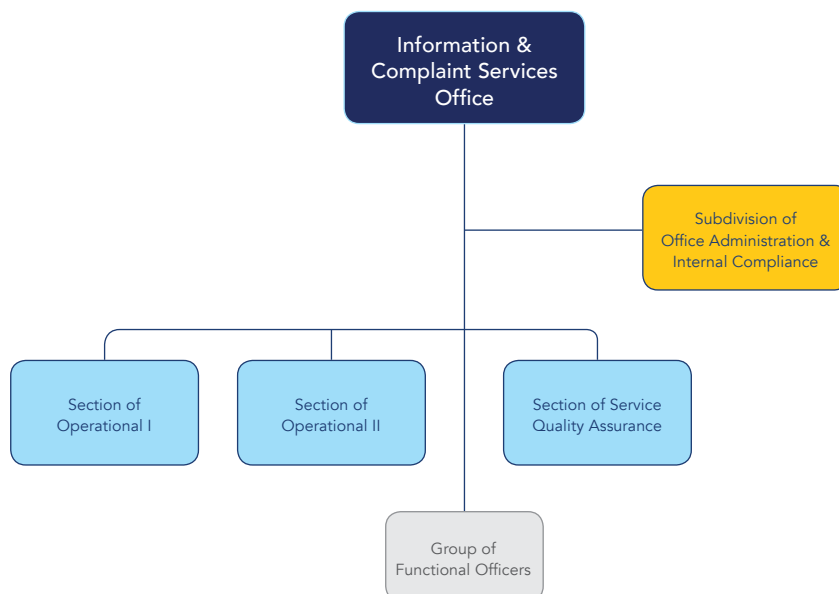 Information &
Complaint Services
Office
Subdivision of
Office Administration &
Internal Compliance
Section of
Operational I
Section of
Operational II
Section of Service
Quality Assurance
Group of
Functional Officers